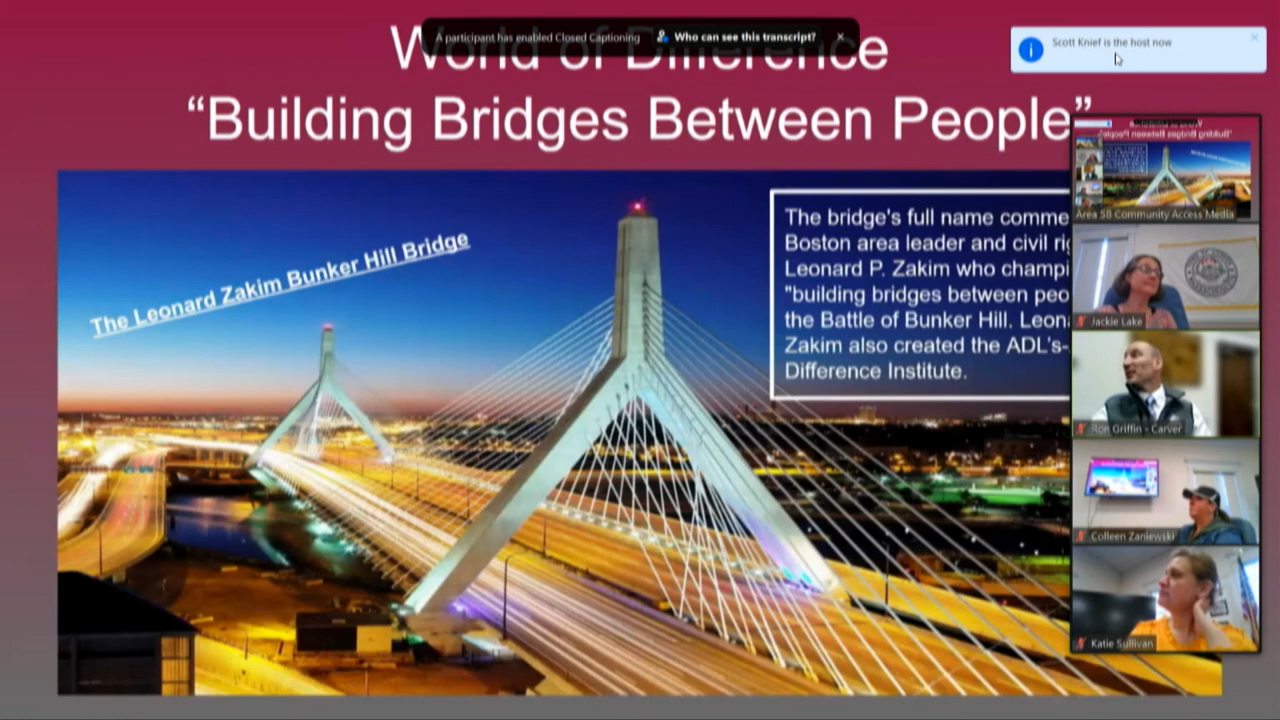 A participant has enabled Closed Captioning Who can see this transcript?
Scott Knief is the host now
World of Difference
“Building Bridges Between People”
The Leonard Zakim Bunker Hill Bridge
The bridge's full name comme
Boston area leader and civil rig
Leonard P. Zakim who champi
"building bridges between peo
the Battle of Bunker Hill. Leon
Zakim also created the ADL's-
Difference Institute.
Area 58 Community Access Media
Jackie Lake
Ron Griffin - Carver
Colleen Zaniewski
Katie Sullivan